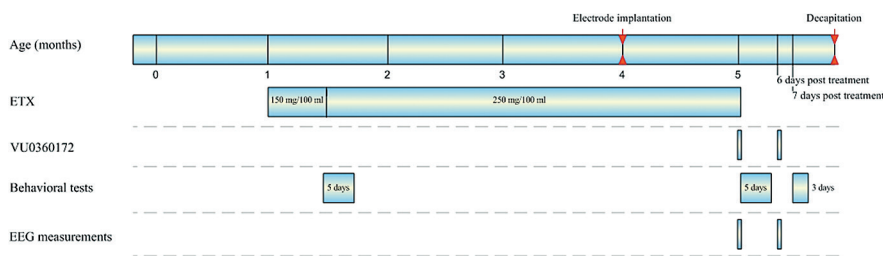 Electrode implantation Decapitation
Age (months)
0 1 2 3 4 5
6 days post treatment
7 days post treatment
ETX 150 mg/100 ml 250 mg/100 ml
VU0360172
Behavioral tests 5 days 5 days 3 days
EEG measurements